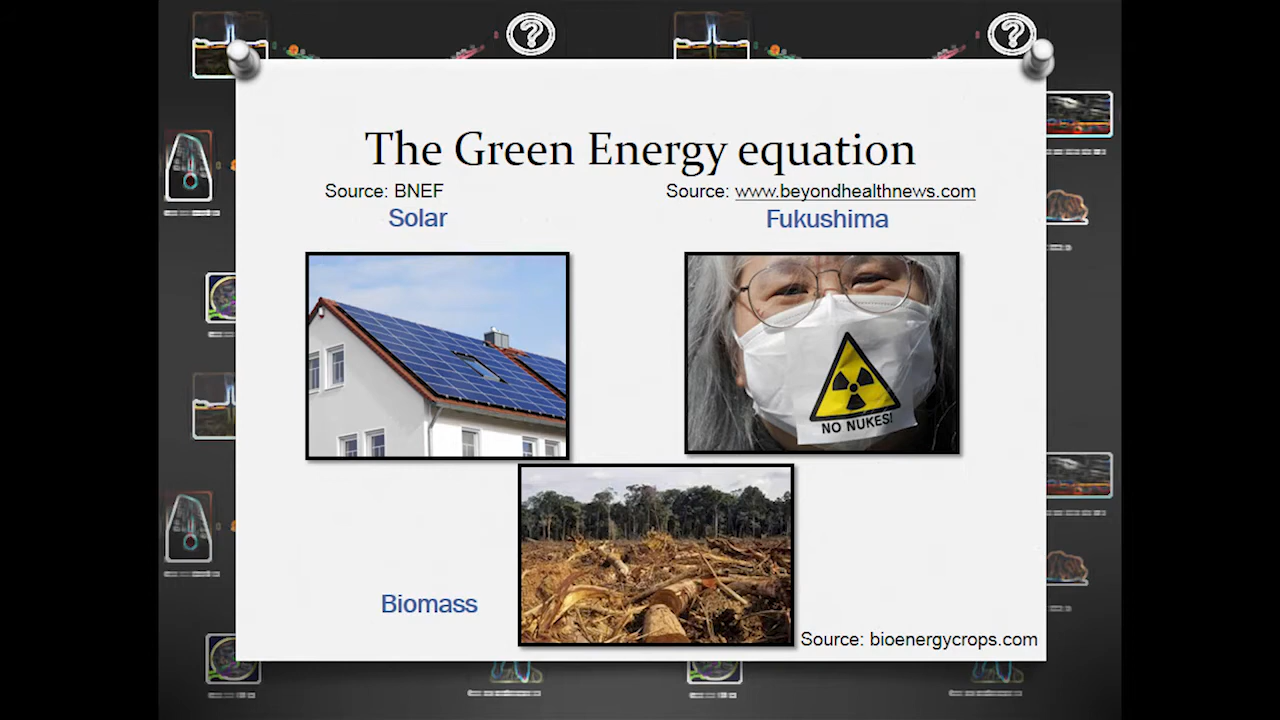 The Green Energy equation
Source: BNEF
Source: www.beyondhealthnews.com
Solar
Fukushima
NO NUKES!
Biomass
Source: bioenergycrops.com